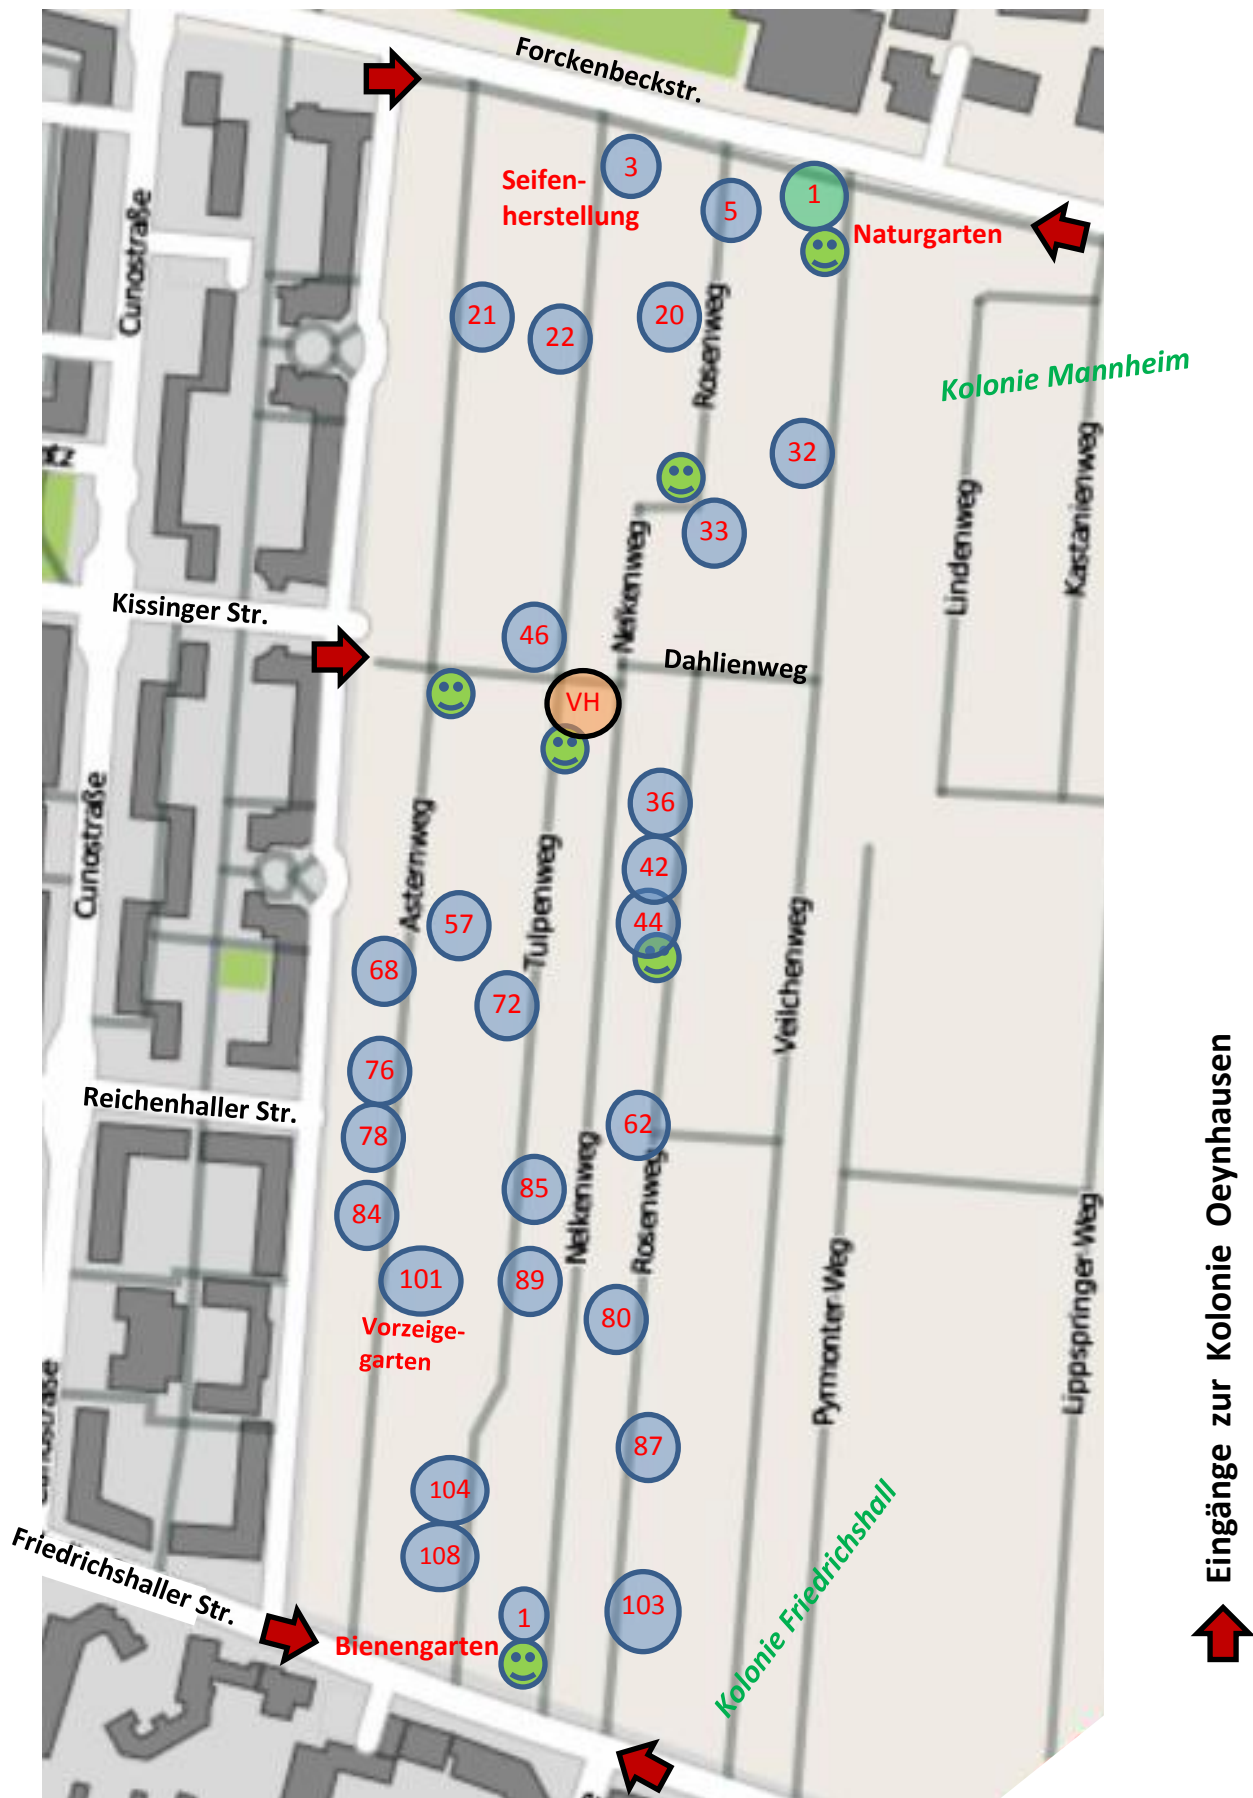 Forckenbeckstr.
3
Seifen-
herstellung
5
1
Naturgarten
Cunostraße
21
22
20
Rosenweg
Kolonie Mannheim
32
tz
33
Lindenweg
Kastanienweg
Nelkenweg
Kissinger Str.
46
Dahlienweg
VH
36
42
44
Cunostraße
Asternweg
Tulpenweg
57
68
72
Veilchenweg
76
Reichenhaller Str.
78
62
85
84
Nelkenweg
Rosenweg
101
89
80
Vorzeige-
garten
Pyrmonter Weg
Lippspringer Weg
Cunostraße
87
104
108
Kolonie Friedrichshall
Friedrichshaller Str.
1
103
Bienengarten
Eingänge zur Kolonie Oeynhausen